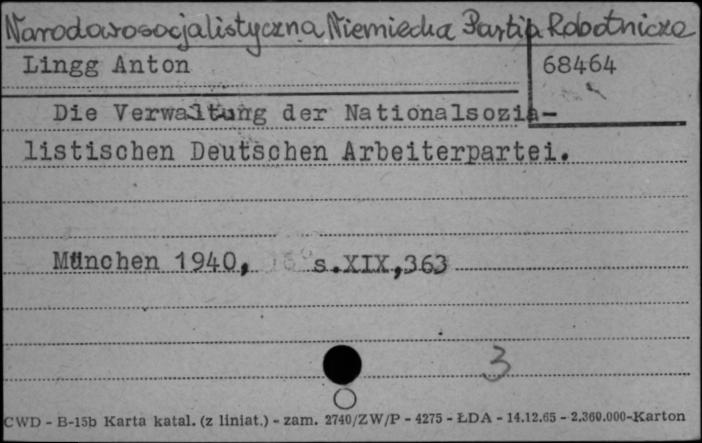 Narodowosocjalistyczna Niemiecka Partia Robotnicza
Lingg Anton
68464
Die Verwaltung der Nationalsozia-
listischen Deutschen Arbeiterpartei.
München 1940, s.XIX,363
3
CWD - B-15b Karta katal. (z liniat.) - zam. 2740/ZW/P - 4275 - ŁDA - 14.12.65 - 2.360.000-Karton